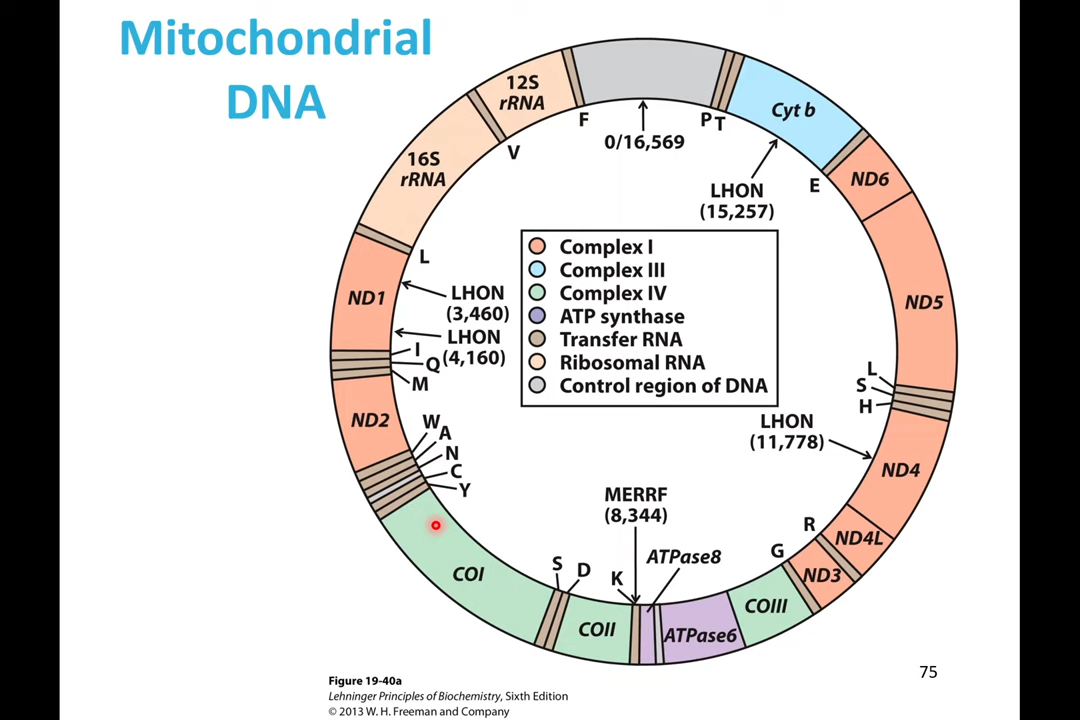 Mitochondrial
DNA
12S
rRNA
F
0/16,569
P
T
Cyt b
16S
rRNA
V
LHON
(15,257)
E
ND6
L
Complex I
Complex III
Complex IV
ATP synthase
Transfer RNA
Ribosomal RNA
Control region of DNA
ND1
LHON
(3,460)
LHON
(4,160)
I
Q
M
ND5
L
S
H
ND2
W
A
N
C
Y
LHON
(11,778)
ND4
MERRF
(8,344)
R
ND4L
G
ND3
COI
S
D
K
ATPase8
COII
ATPase6
COIII
75
Figure 19-40a
Lehninger Principles of Biochemistry, Sixth Edition
© 2013 W. H. Freeman and Company